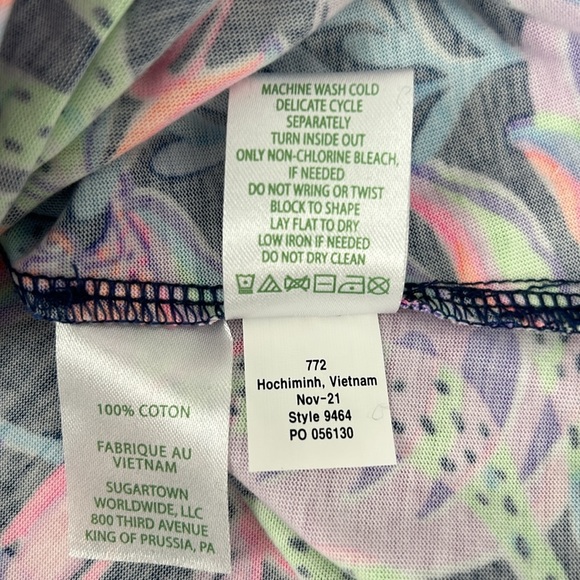 MACHINE WASH COLD
DELICATE CYCLE
SEPARATELY
TURN INSIDE OUT
ONLY NON-CHLORINE BLEACH,
IF NEEDED
DO NOT WRING OR TWIST
BLOCK TO SHAPE
LAY FLAT TO DRY
LOW IRON IF NEEDED
DO NOT DRY CLEAN
100% COTON
FABRIQUE AU
VIETNAM
SUGARTOWN
WORLDWIDE, LLC
800 THIRD AVENUE
KING OF PRUSSIA, PA
772
Hochiminh, Vietnam
Nov-21
Style 9464
PO 056130